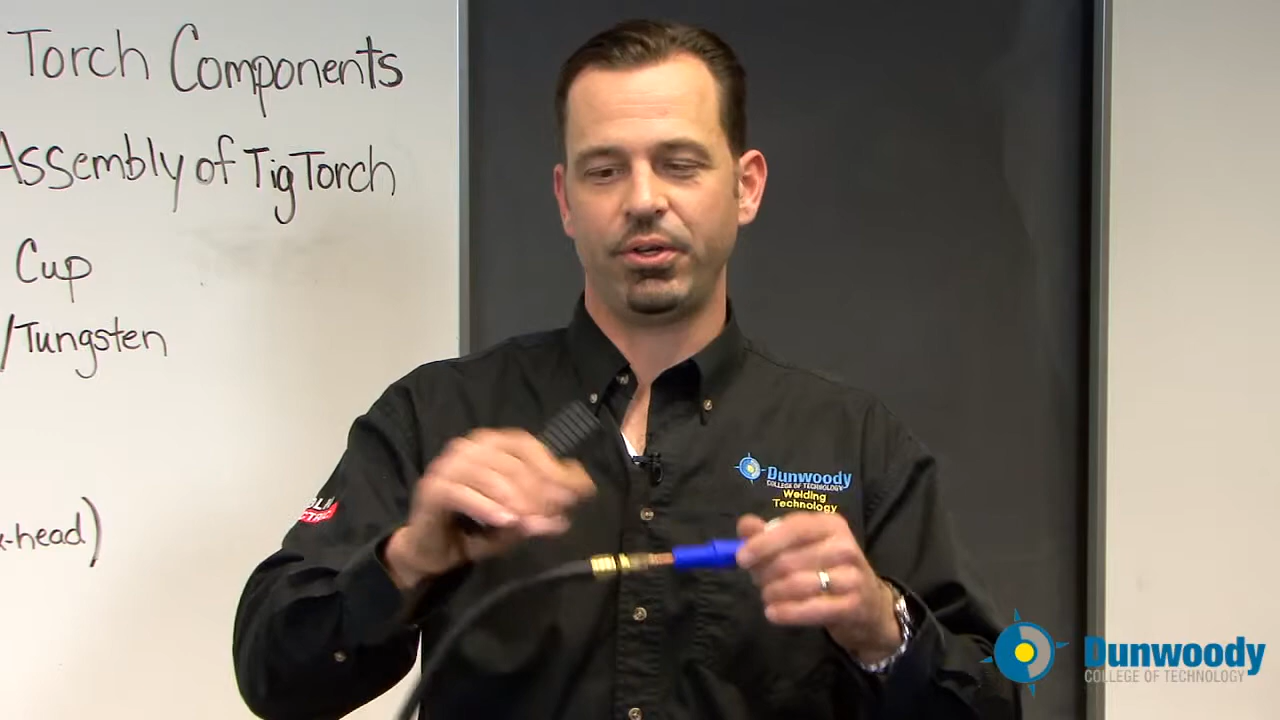 Torch Components
Assembly of Tig Torch
Cup
/Tungsten
-head)
Dunwoody
COLLEGE OF TECHNOLOGY
Welding
Technology
Dunwoody
COLLEGE OF TECHNOLOGY